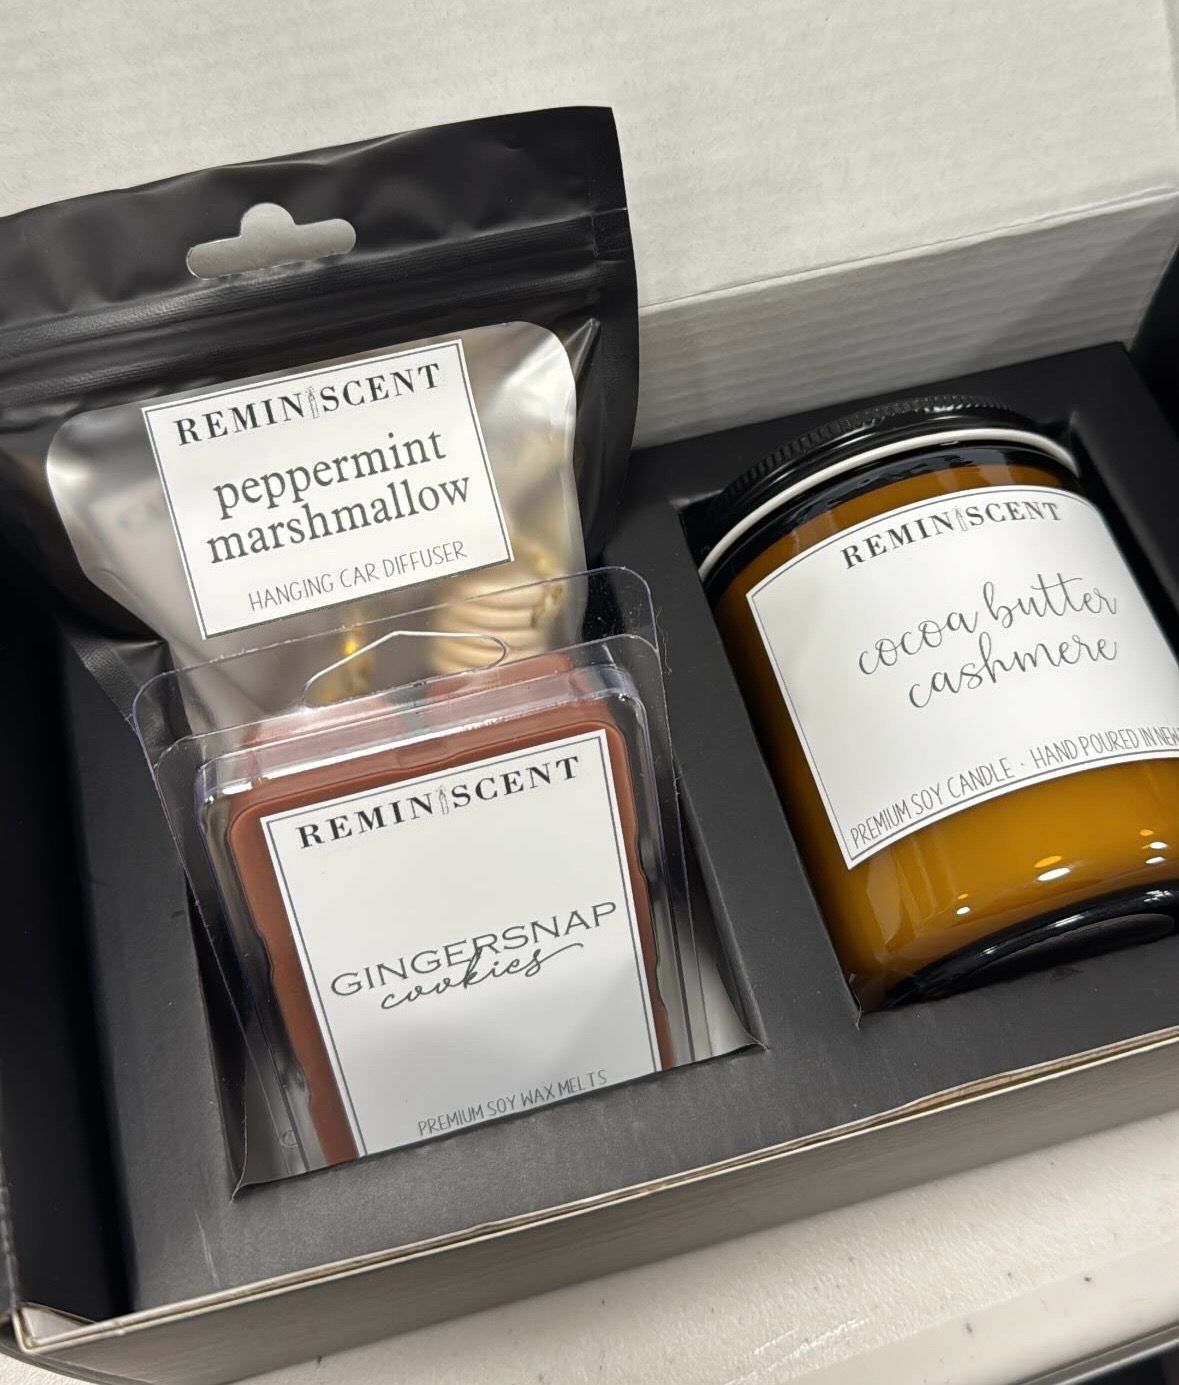 REMINISCENT
peppermint
marshmallow
HANGING CAR DIFFUSER
REMINISCENT
GINGERSNAP
cookies
PREMIUM SOY WAX MELTS
REMINISCENT
cocoa butter
cashmere
PREMIUM SOY CANDLE · HAND POURED IN NEW